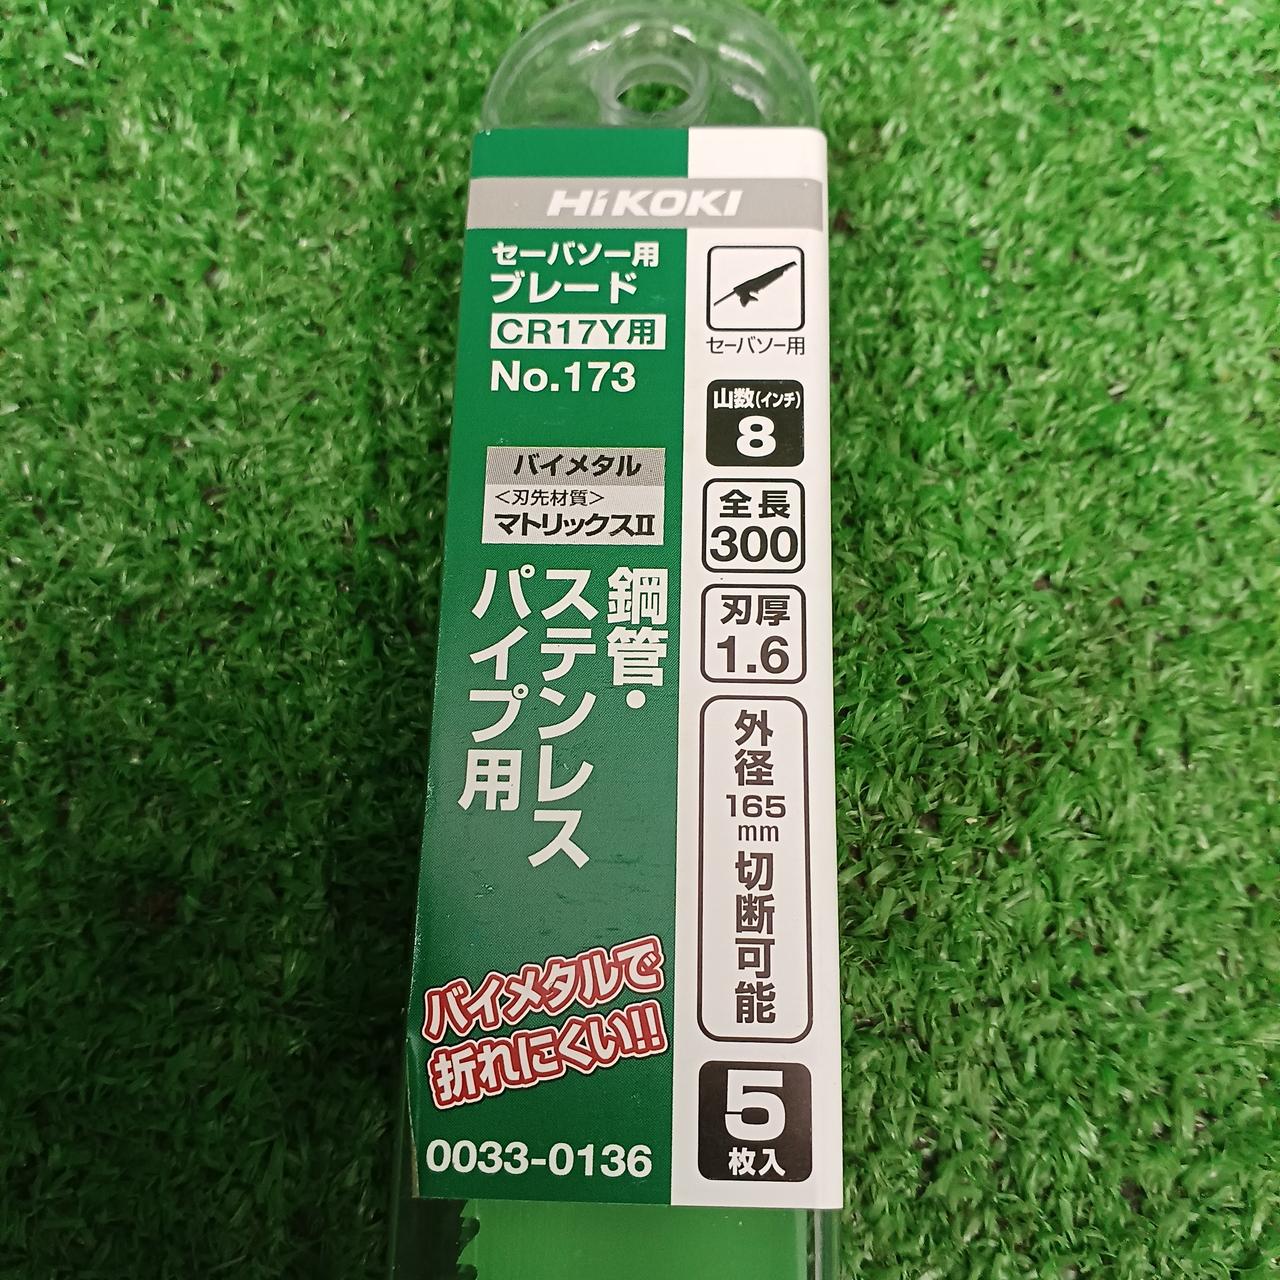 HiKOKI
セーバソー用
ブレード
CR17Y用
No.173
バイメタル
<刃先材質>
マトリックスⅡ
鋼管・
ステンレス
パイプ用
バイメタルで
折れにくい!!
0033-0136
セーバソー用
山数(インチ)
8
全長
300
刃厚
1.6
外径
165
mm
切断可能
5
枚入